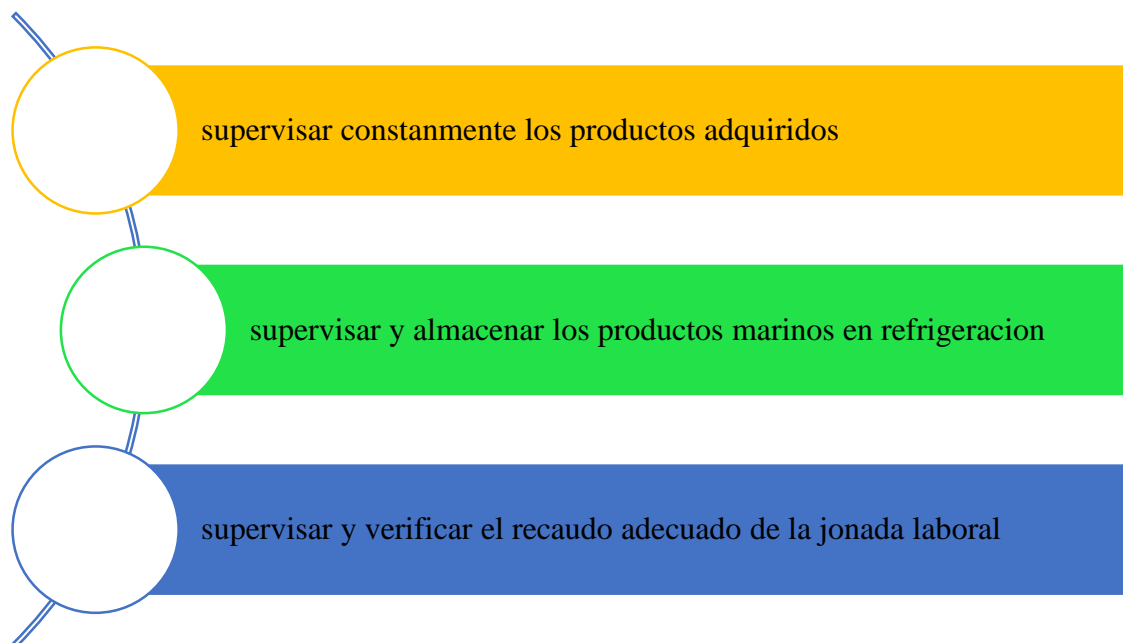 supervisar constanmente los productos adquiridos
supervisar y almacenar los productos marinos en refrigeracion
supervisar y verificar el recaudo adecuado de la jonada laboral